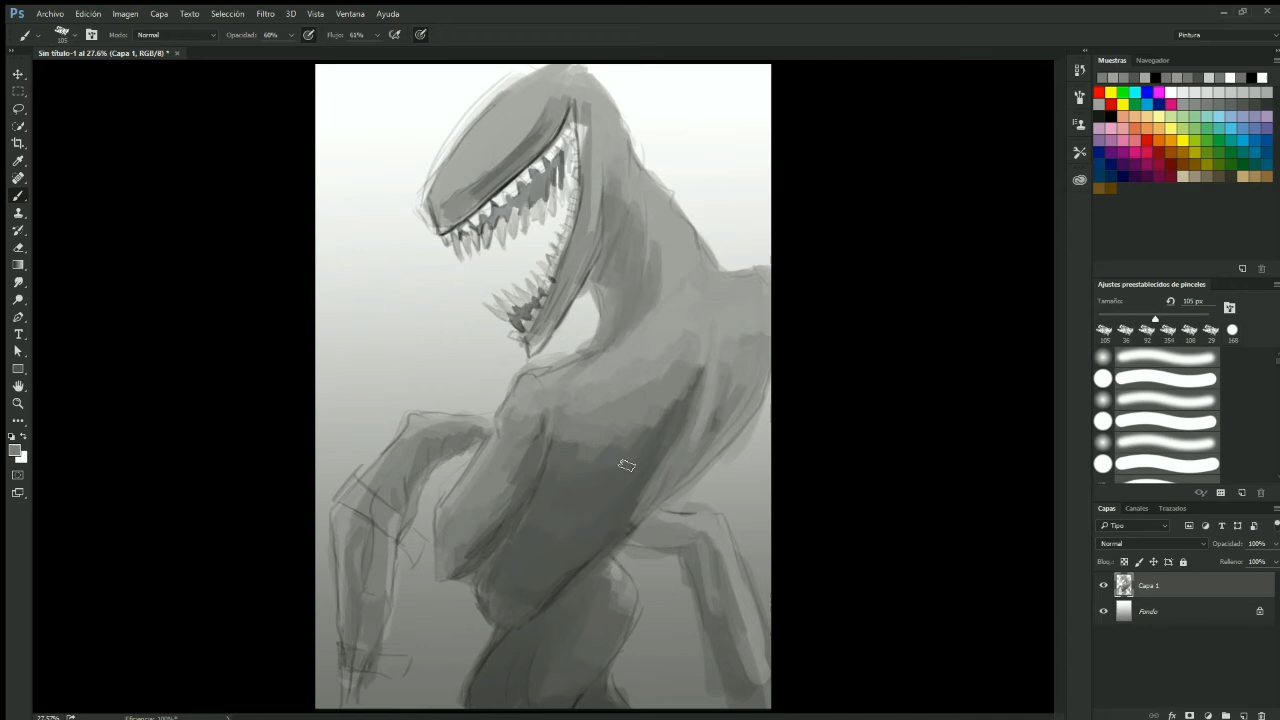 Ps Archivo Edición Imagen Capa Texto Selección Filtro 3D Vista Ventana Ayuda
105 Modo: Normal Opacidad: 60% Flujo: 61% Pintura
Sin título-1 al 27.6% (Capa 1, RGB/8) * ×
Muestras Navegador
Ajustes preestablecidos de pinceles
Tamaño: 105 px
105 36 92 354 108 29 168
Capas Canales Trazados
Tipo
Normal Opacidad: 100%
Bloq.: Relleno: 100%
Capa 1
Fondo
27.57% Eficiencia: 100%*